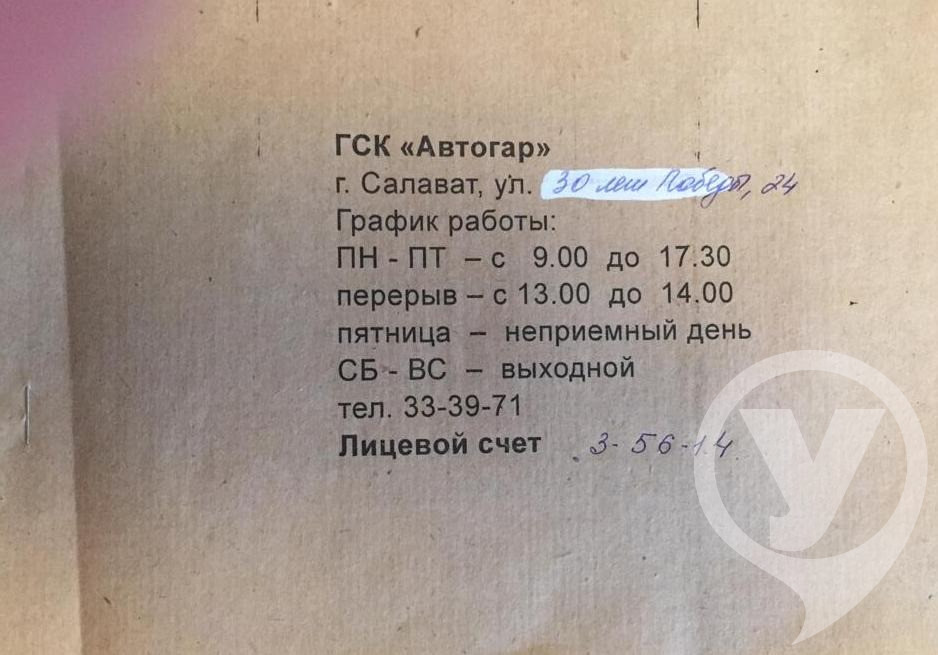 ГСК «Автогар»
г. Салават, ул. 30 лет Победы, 24
График работы:
ПН - ПТ – с 9.00 до 17.30
перерыв – с 13.00 до 14.00
пятница – неприемный день
СБ - ВС – выходной
тел. 33-39-71
Лицевой счет 3-56-14
У